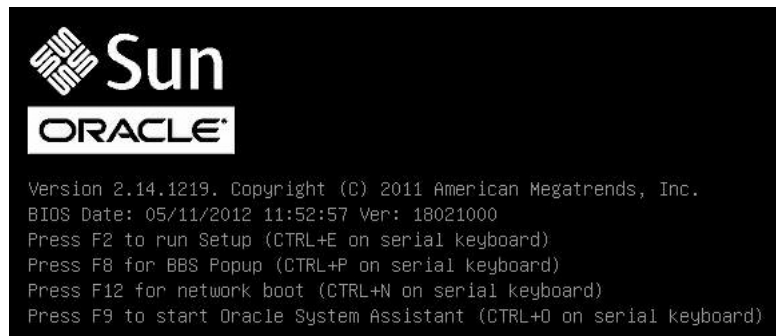 Sun
ORACLE
Version 2.14.1219. Copyright (C) 2011 American Megatrends, Inc.
BIOS Date: 05/11/2012 11:52:57 Ver: 18021000
Press F2 to run Setup (CTRL+E on serial keyboard)
Press F8 for BBS Popup (CTRL+P on serial keyboard)
Press F12 for network boot (CTRL+N on serial keyboard)
Press F9 to start Oracle System Assistant (CTRL+O on serial keyboard)